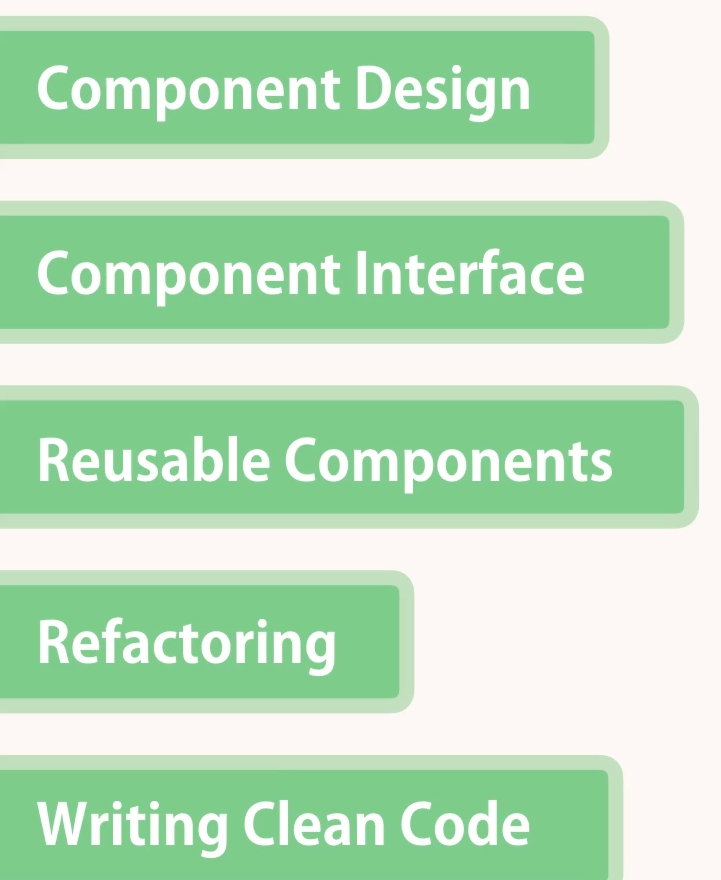 Component Design
Component Interface
Reusable Components
Refactoring
Writing Clean Code